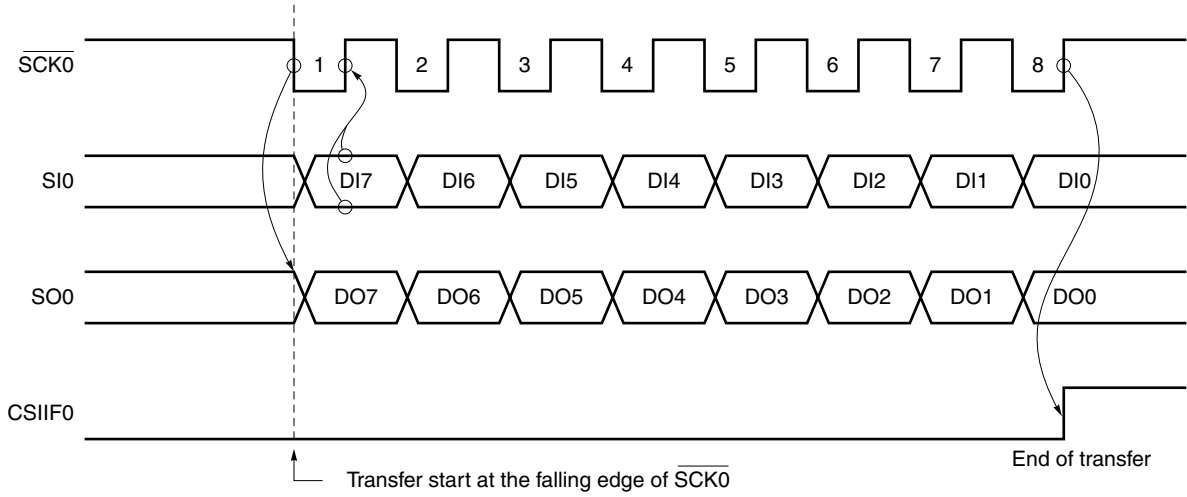 SCK0 1 2 3 4 5 6 7 8
SI0 DI7 DI6 DI5 DI4 DI3 DI2 DI1 DI0
SO0 DO7 DO6 DO5 DO4 DO3 DO2 DO1 DO0
CSIIF0
End of transfer
Transfer start at the falling edge of SCK0